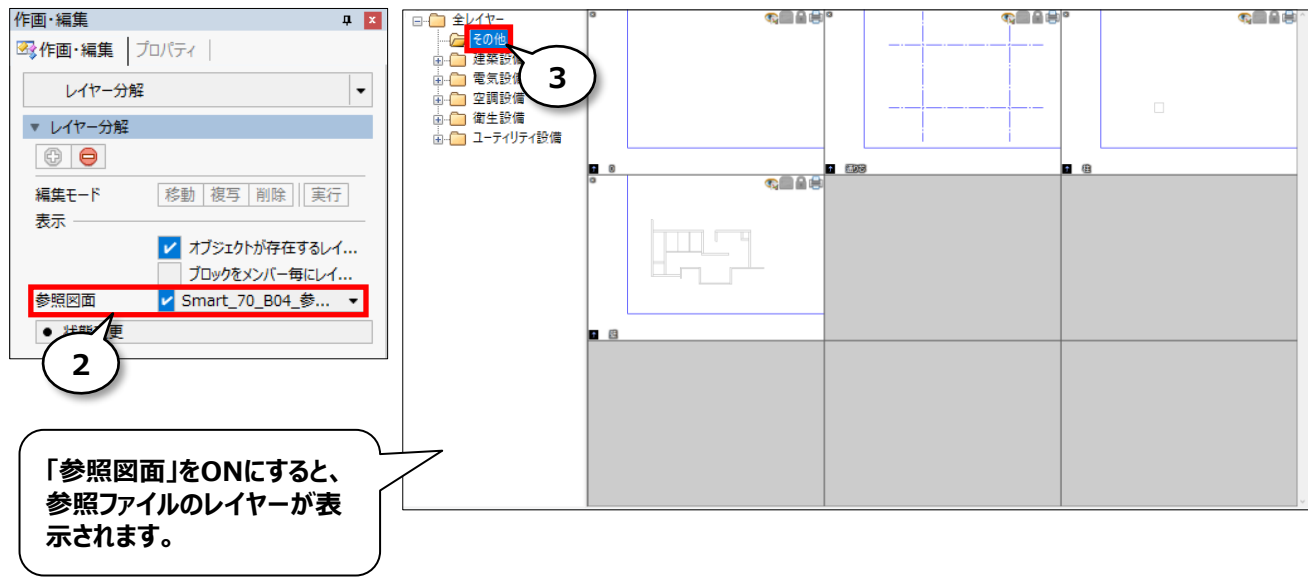 作画・編集
作画・編集 プロパティ
レイヤー分解
レイヤー分解
編集モード 移動 複写 削除 実行
表示
オブジェクトが存在するレイ...
ブロックをメンバー毎にレイ...
参照図面 Smart_70_B04_参...
2
「参照図面」をONにすると、
参照ファイルのレイヤーが表
示されます。
全レイヤー
その他
建築設備
電気設備
空調設備
衛生設備
ユーティリティ設備
3